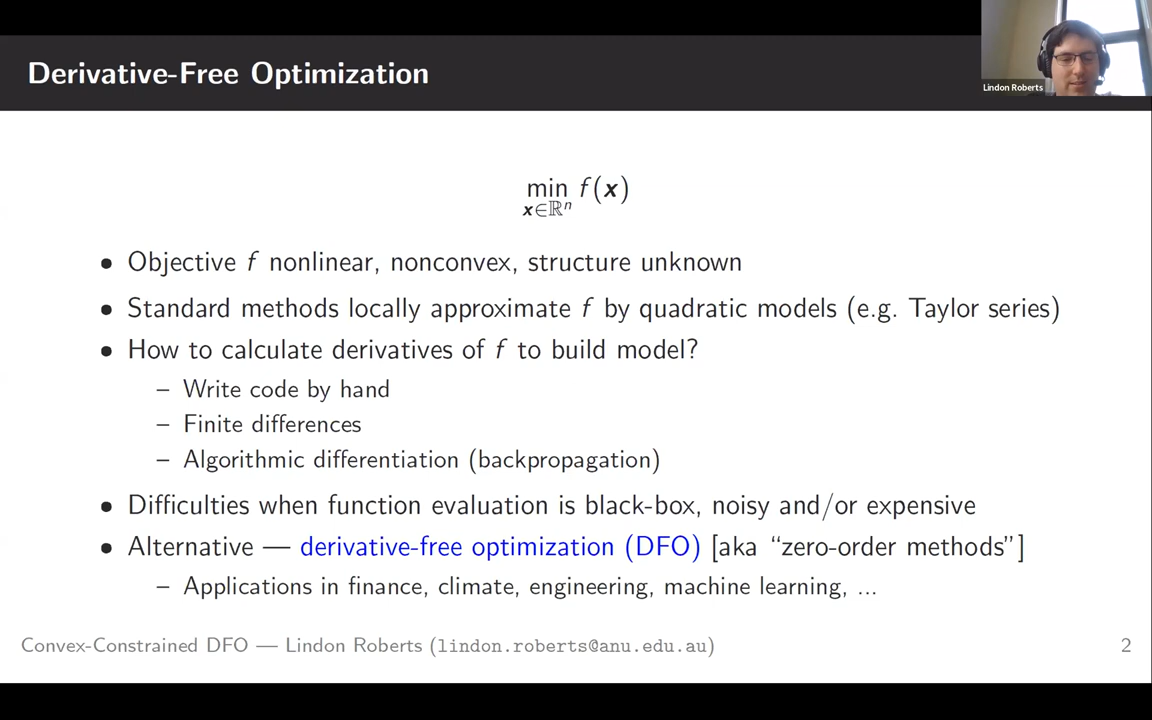 Derivative-Free Optimization
Lindon Roberts
min f(x)
x∈ℝⁿ
• Objective f nonlinear, nonconvex, structure unknown
• Standard methods locally approximate f by quadratic models (e.g. Taylor series)
• How to calculate derivatives of f to build model?
– Write code by hand
– Finite differences
– Algorithmic differentiation (backpropagation)
• Difficulties when function evaluation is black-box, noisy and/or expensive
• Alternative — derivative-free optimization (DFO) [aka “zero-order methods”]
– Applications in finance, climate, engineering, machine learning, ...
Convex-Constrained DFO — Lindon Roberts (lindon.roberts@anu.edu.au) 2